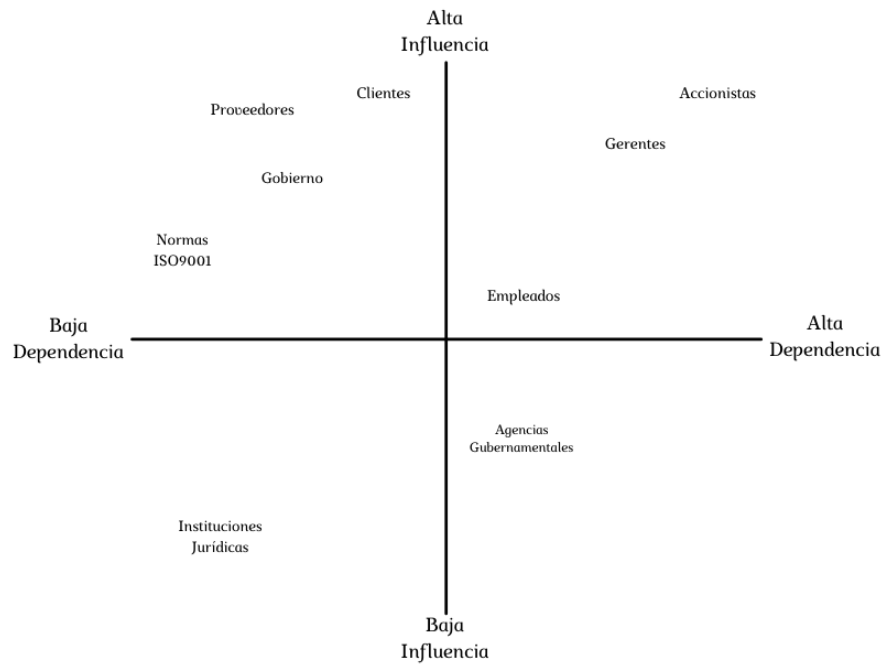 Alta
Influencia
Clientes
Accionistas
Proveedores
Gerentes
Gobierno
Normas
ISO9001
Empleados
Baja
Dependencia
Alta
Dependencia
Agencias
Gubernamentales
Instituciones
Jurídicas
Baja
Influencia